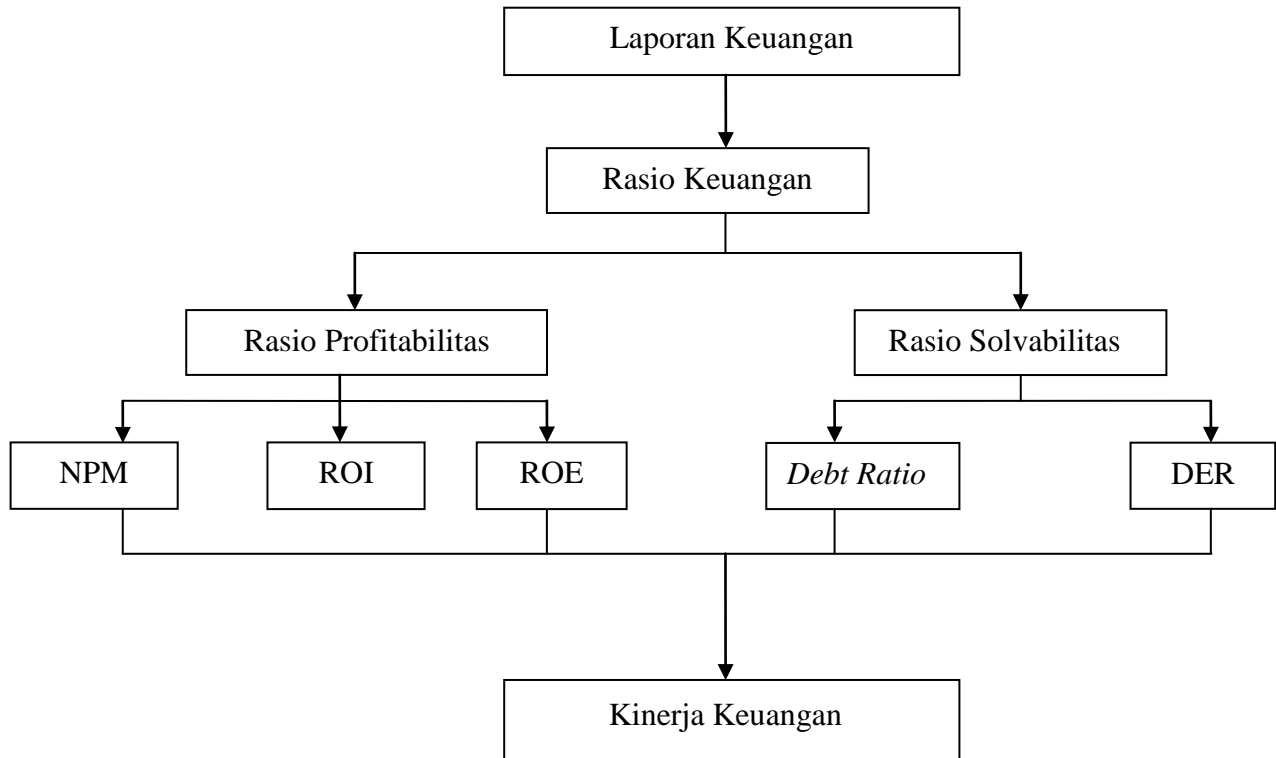 Laporan Keuangan
Rasio Keuangan
Rasio Profitabilitas
Rasio Solvabilitas
NPM
ROI
ROE
Debt Ratio
DER
Kinerja Keuangan